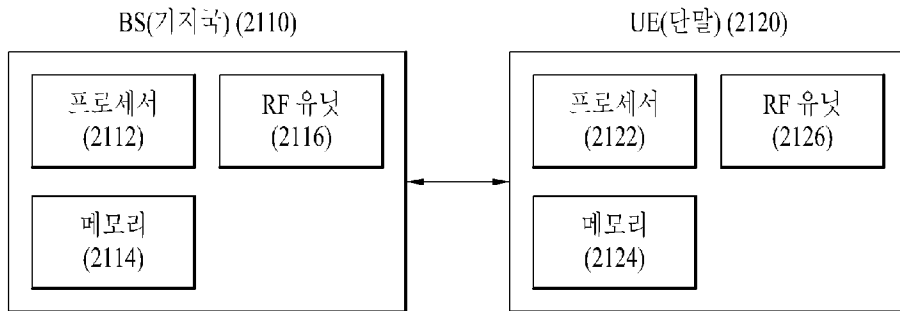 BS(기지국) (2110)
UE(단말) (2120)
프로세서
(2112)
RF 유닛
(2116)
메모리
(2114)
프로세서
(2122)
RF 유닛
(2126)
메모리
(2124)